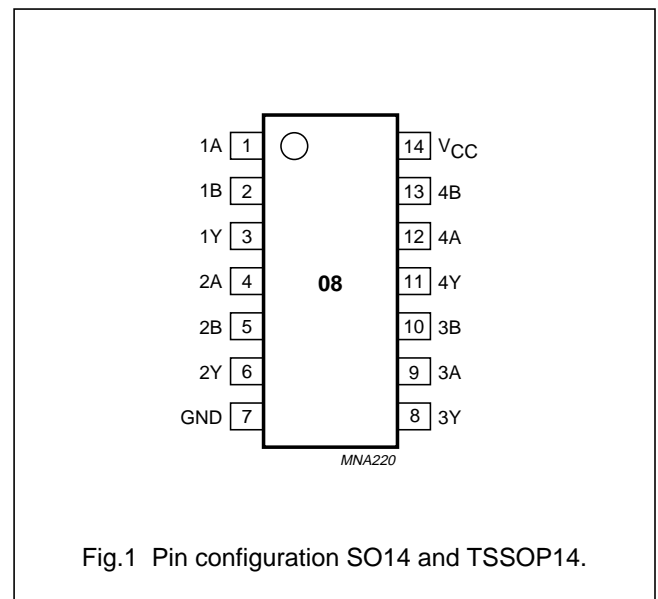 1A 1 14 VCC
1B 2 13 4B
1Y 3 12 4A
2A 4 08 11 4Y
2B 5 10 3B
2Y 6 9 3A
GND 7 8 3Y
MNA220
Fig.1 Pin configuration SO14 and TSSOP14.